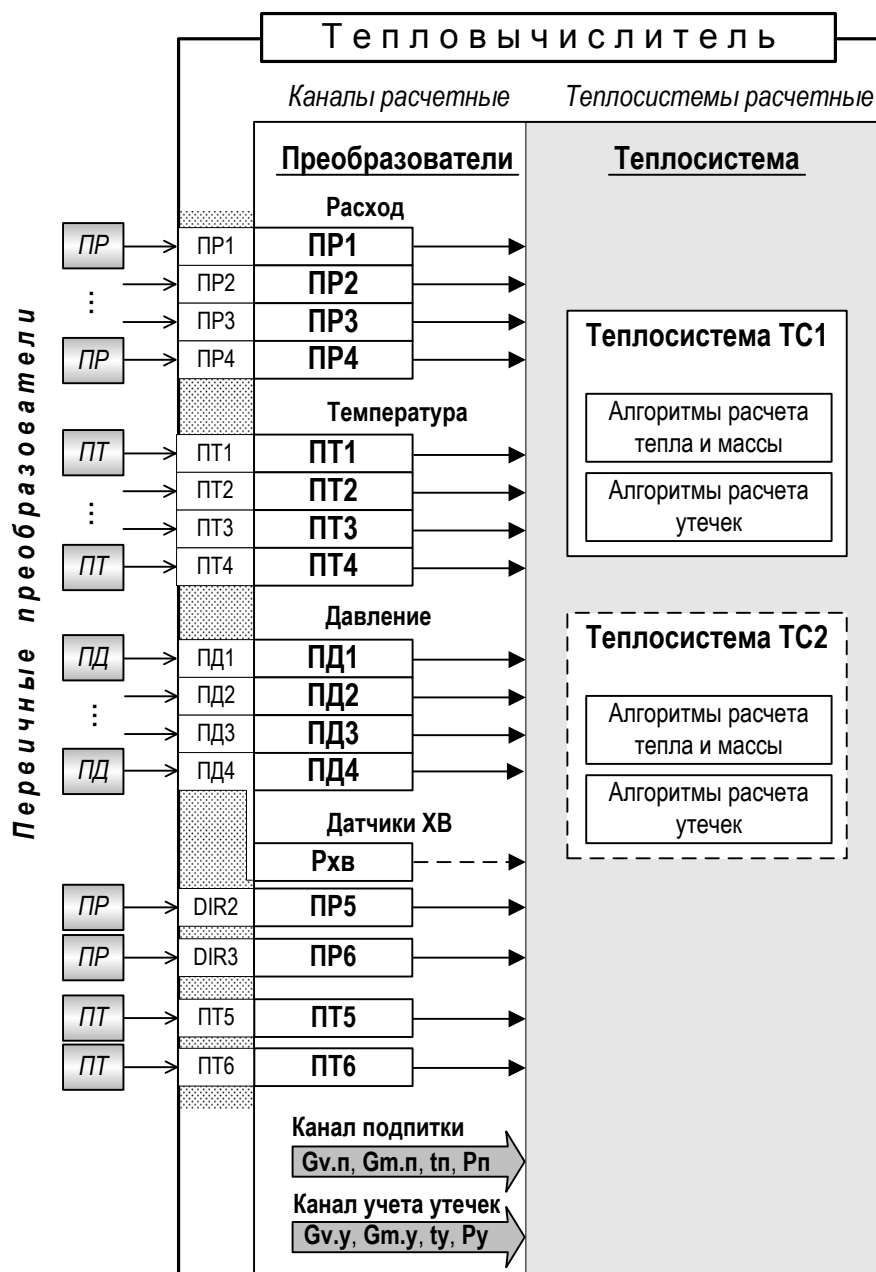 Тепловычислитель
Каналы расчетные Теплосистемы расчетные
Преобразователи Теплосистема
Первичные преобразователи
Расход
ПР ПР1 ПР1
ПР2 ПР2
...
ПР3 ПР3
ПР ПР4 ПР4
Температура
ПТ ПТ1 ПТ1
ПТ2 ПТ2
...
ПТ3 ПТ3
ПТ ПТ4 ПТ4
Давление
ПД ПД1 ПД1
ПД2 ПД2
...
ПД3 ПД3
ПД ПД4 ПД4
Датчики ХВ
Рхв
ПР DIR2 ПР5
ПР DIR3 ПР6
ПТ ПТ5 ПТ5
ПТ ПТ6 ПТ6
Канал подпитки
Gv.п, Gm.п, tп, Pп
Канал учета утечек
Gv.у, Gm.у, tу, Pу
Теплосистема ТС1
Алгоритмы расчета
тепла и массы
Алгоритмы расчета
утечек
Теплосистема ТС2
Алгоритмы расчета
тепла и массы
Алгоритмы расчета
утечек